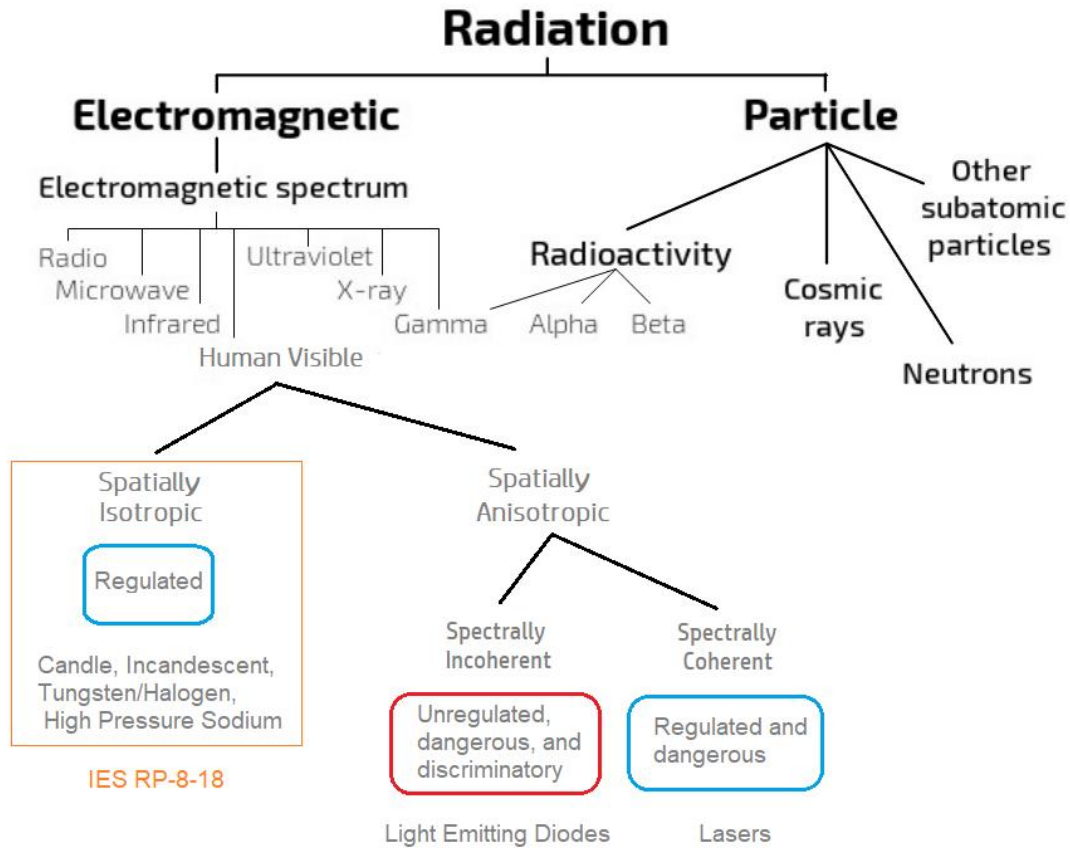 Radiation
Electromagnetic
Particle
Electromagnetic spectrum
Radio
Microwave
Infrared
Human Visible
Ultraviolet
X-ray
Gamma
Radioactivity
Alpha
Beta
Cosmic
rays
Neutrons
Other
subatomic
particles
Spatially
Isotropic
Regulated
Candle, Incandescent,
Tungsten/Halogen,
High Pressure Sodium
IES RP-8-18
Spatially
Anisotropic
Spectrally
Incoherent
Unregulated,
dangerous, and
discriminatory
Light Emitting Diodes
Spectrally
Coherent
Regulated and
dangerous
Lasers